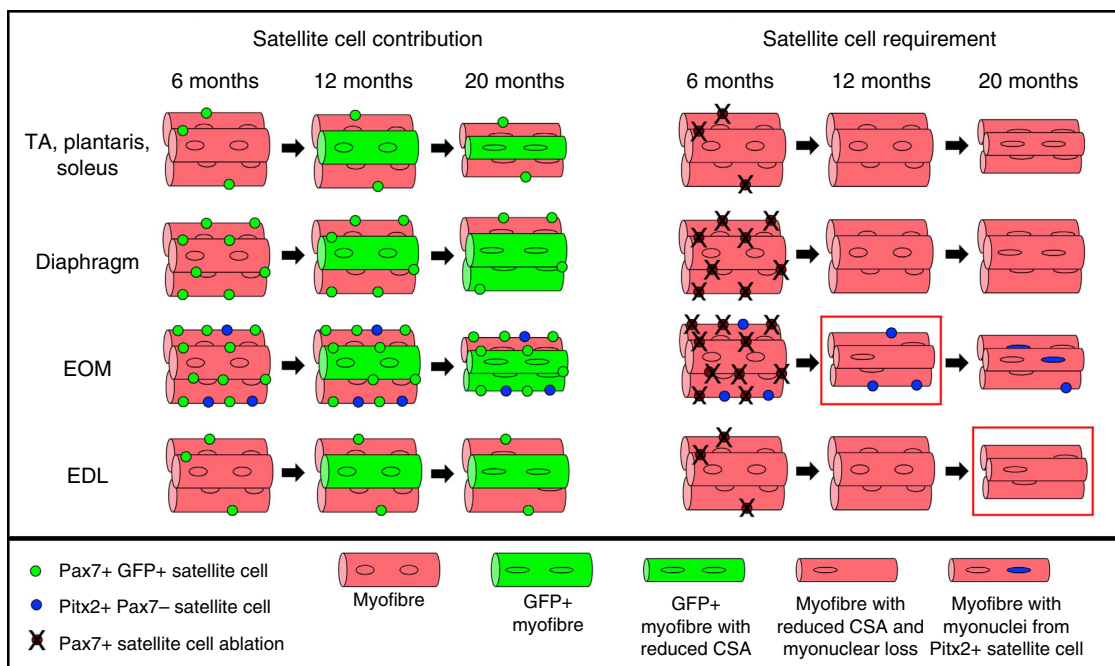 Satellite cell contribution
Satellite cell requirement
6 months
12 months
20 months
6 months
12 months
20 months
TA, plantaris,
soleus
Diaphragm
EOM
EDL
Pax7+ GFP+ satellite cell
Pitx2+ Pax7– satellite cell
Pax7+ satellite cell ablation
Myofibre
GFP+
myofibre
GFP+
myofibre with
reduced CSA
Myofibre with
reduced CSA and
myonuclear loss
Myofibre with
myonuclei from
Pitx2+ satellite cell